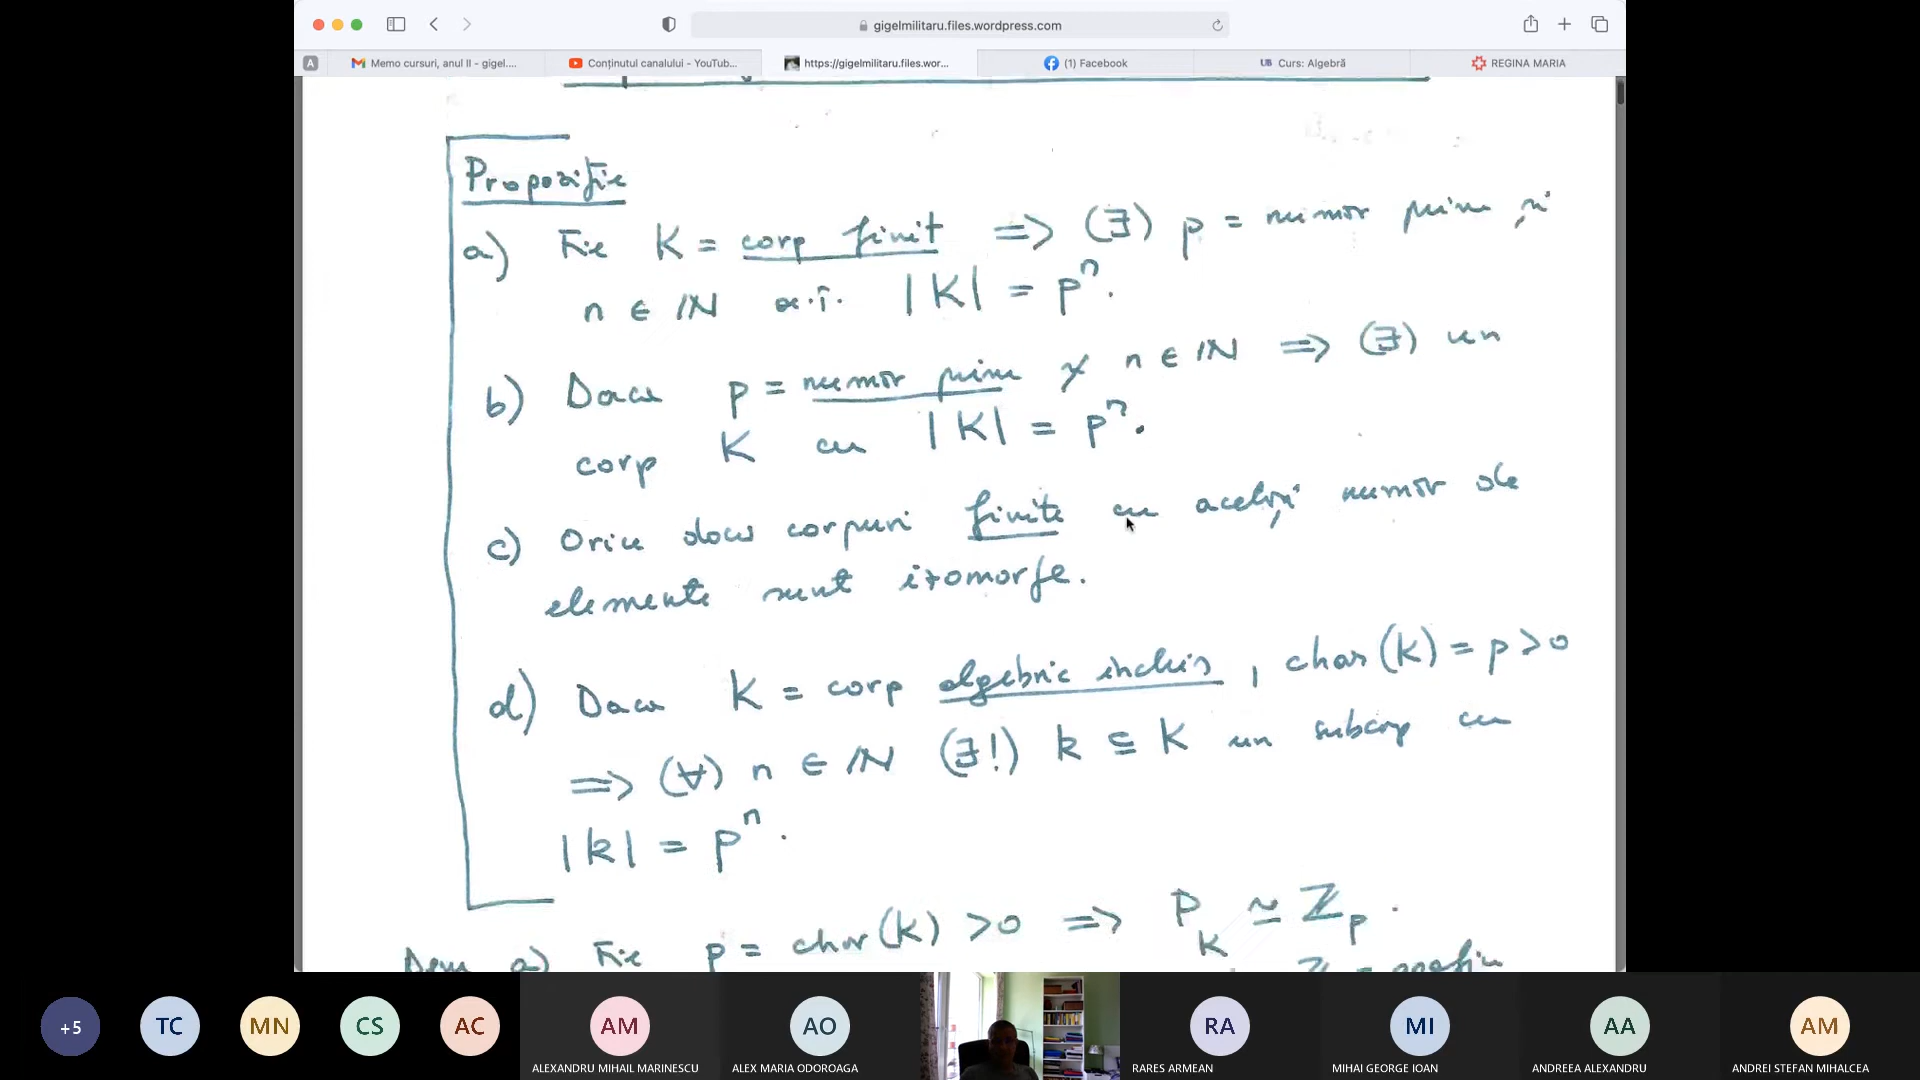 gigelmilitaru.files.wordpress.com
A
Memo cursuri, anul II - gigel....
Conținutul canalului - YouTub...
https://gigelmilitaru.files.wor...
(1) Facebook
UB Curs: Algebră
REGINA MARIA
Propoziție
a) Fie K = corp finit ⟹ (∃) p = număr prim și
n ∈ ℕ a.î. |K| = pⁿ.
b) Dacă p = număr prim și n ∈ ℕ ⟹ (∃) un
corp K cu |K| = pⁿ.
c) Orice două corpuri finite cu același număr de
elemente sunt izomorfe.
d) Dacă K = corp algebric închis, char(K) = p > 0
⟹ (∀) n ∈ ℕ (∃!) k ⊆ K un subcorp cu
|k| = pⁿ.
Dem a) Fie p = char(K) > 0 ⟹ P_K ≃ ℤ_p.
+5
TC
MN
CS
AC
AM
AO
RA
MI
AA
AM
ALEXANDRU MIHAIL MARINESCU
ALEX MARIA ODOROAGA
RARES ARMEAN
MIHAI GEORGE IOAN
ANDREEA ALEXANDRU
ANDREI STEFAN MIHALCEA